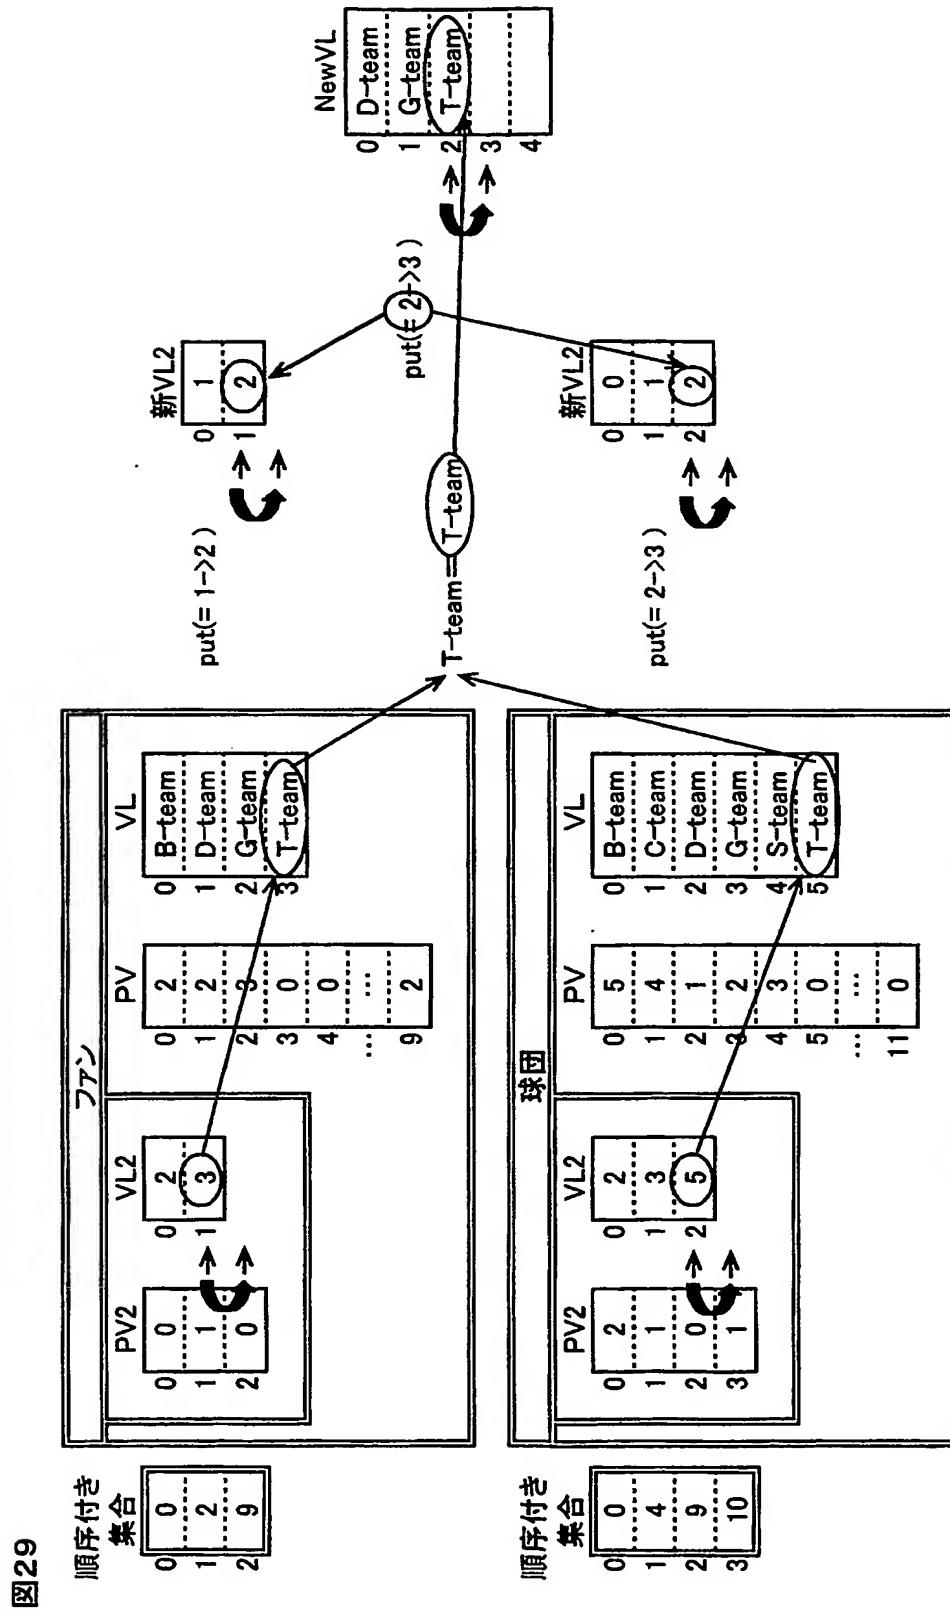 図29
順序付き
集合
0 0
1 2
2 9
ファン
PV2
0 0
1 1
2 0
VL2
0 2
1 3
PV
0 2
1 2
2 3
3 0
4 0
... ...
9 2
VL
0 B-team
1 D-team
2 G-team
3 T-team
put(= 1->2)
新VL2
0 1
1 2
順序付き
集合
0 0
1 4
2 9
3 10
球団
PV2
0 2
1 1
2 0
3 1
VL2
0 2
1 3
2 5
PV
0 5
1 4
2 1
3 2
4 3
5 0
... ...
11 0
VL
0 B-team
1 C-team
2 D-team
3 G-team
4 S-team
5 T-team
T-team=T-team
put(= 2->3)
新VL2
0 0
1 1
2 2
put(= 2->3)
NewVL
0 D-team
1 G-team
2 T-team
3
4